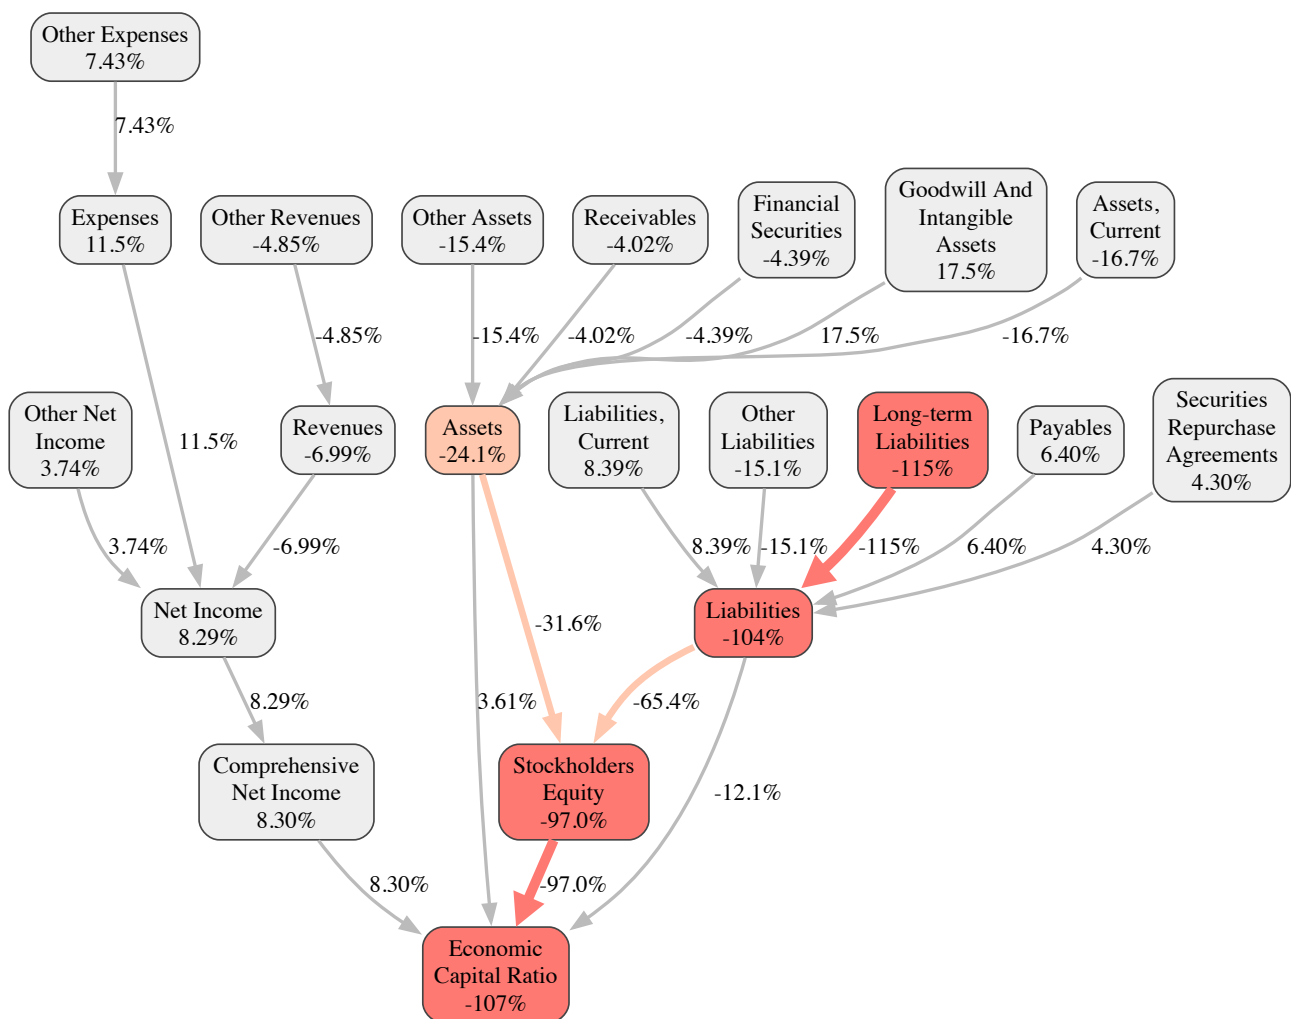 Other Expenses
7.43%
7.43%
Expenses
11.5%
Other Revenues
-4.85%
Other Assets
-15.4%
Receivables
-4.02%
Financial
Securities
-4.39%
Goodwill And
Intangible
Assets
17.5%
Assets,
Current
-16.7%
-4.85%
-15.4%
-4.02%
-4.39%
17.5%
-16.7%
Other Net
Income
3.74%
11.5%
Revenues
-6.99%
Assets
-24.1%
Liabilities,
Current
8.39%
Other
Liabilities
-15.1%
Long-term
Liabilities
-115%
Payables
6.40%
Securities
Repurchase
Agreements
4.30%
3.74%
-6.99%
8.39%
-15.1%
-115%
6.40%
4.30%
Net Income
8.29%
-31.6%
Liabilities
-104%
8.29%
3.61%
-65.4%
Comprehensive
Net Income
8.30%
Stockholders
Equity
-97.0%
-12.1%
8.30%
-97.0%
Economic
Capital Ratio
-107%